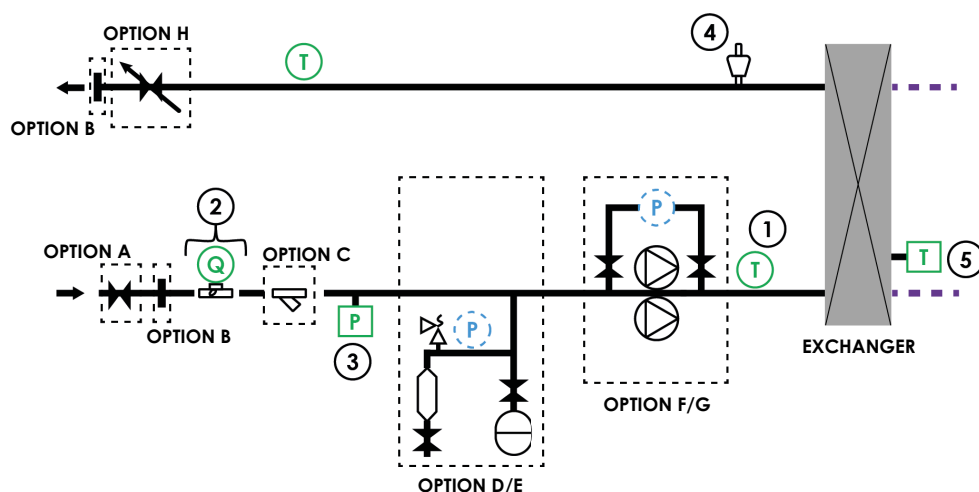 OPTION H
T
4
OPTION B
2
P
1
OPTION A
Q
OPTION C
T
T
5
P
P
OPTION B
3
EXCHANGER
OPTION F/G
OPTION D/E